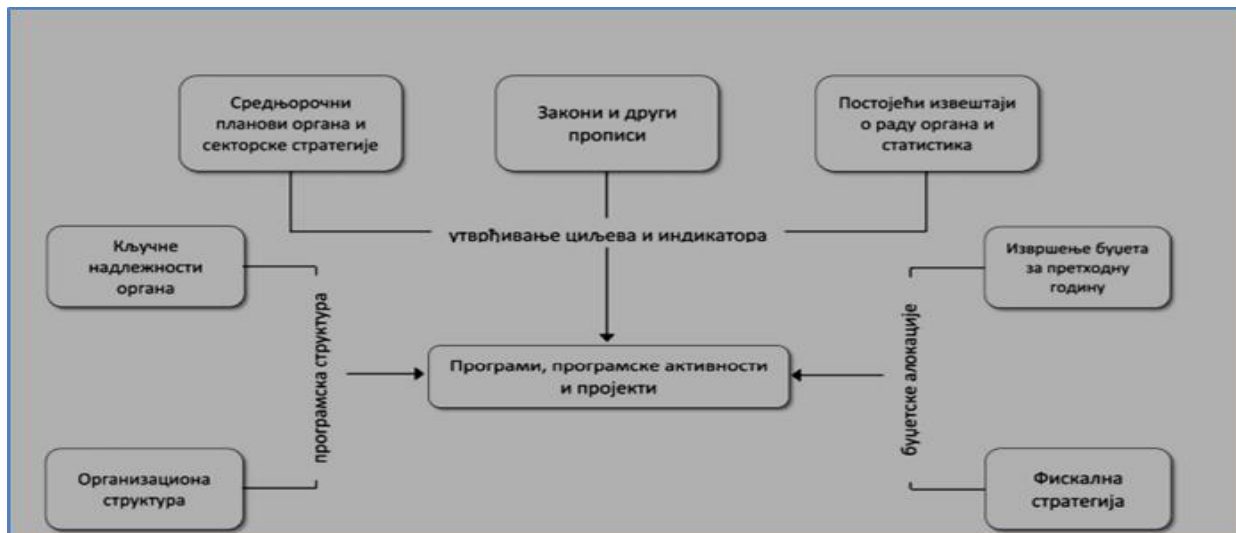 Средњорочни
планови органа и
секторске стратегије
Закони и други
прописи
Постојећи извештаји
о раду органа и
статистика
утврђивање циљева и индикатора
Кључне
надлежности
органа
Извршење буџета
за претходну
годину
програмска структура
Програми, програмске активности
и пројекти
буџетске алокације
Организациона
структура
Фискална
стратегија